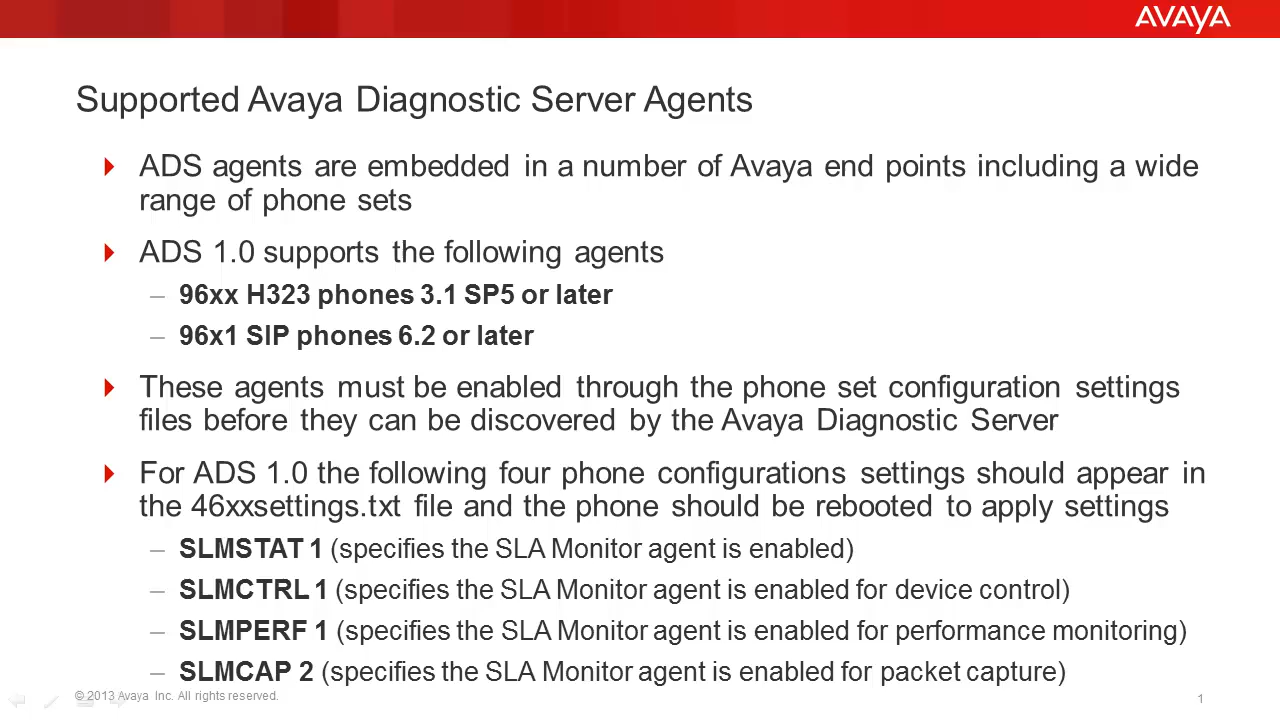 AVAYA
Supported Avaya Diagnostic Server Agents
ADS agents are embedded in a number of Avaya end points including a wide
range of phone sets
ADS 1.0 supports the following agents
– 96xx H323 phones 3.1 SP5 or later
– 96x1 SIP phones 6.2 or later
These agents must be enabled through the phone set configuration settings
files before they can be discovered by the Avaya Diagnostic Server
For ADS 1.0 the following four phone configurations settings should appear in
the 46xxsettings.txt file and the phone should be rebooted to apply settings
– SLMSTAT 1 (specifies the SLA Monitor agent is enabled)
– SLMCTRL 1 (specifies the SLA Monitor agent is enabled for device control)
– SLMPERF 1 (specifies the SLA Monitor agent is enabled for performance monitoring)
– SLMCAP 2 (specifies the SLA Monitor agent is enabled for packet capture)
© 2013 Avaya Inc. All rights reserved.
1